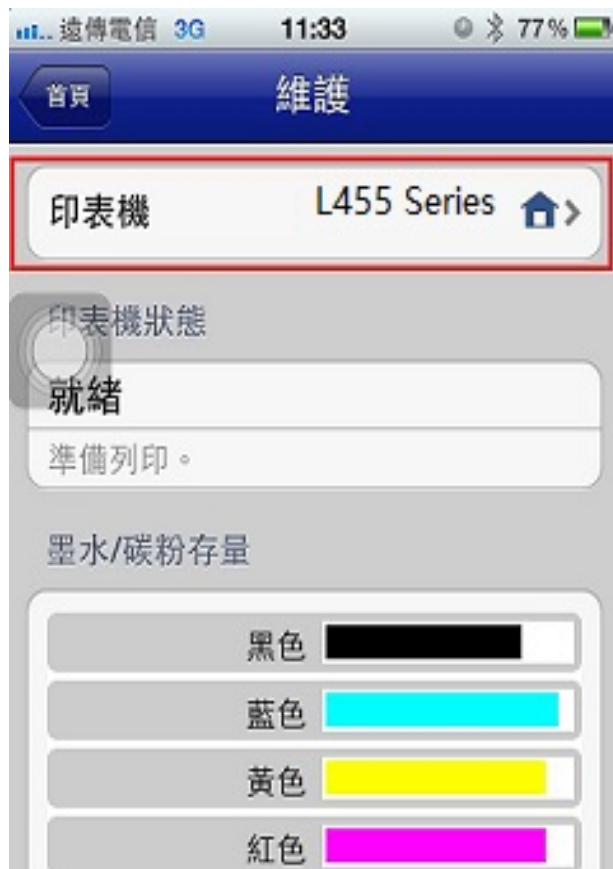 遠傳電信 3G 11:33 77%
首頁 維護
印表機 L455 Series
印表機狀態
就緒
準備列印。
墨水/碳粉存量
黑色
藍色
黃色
紅色